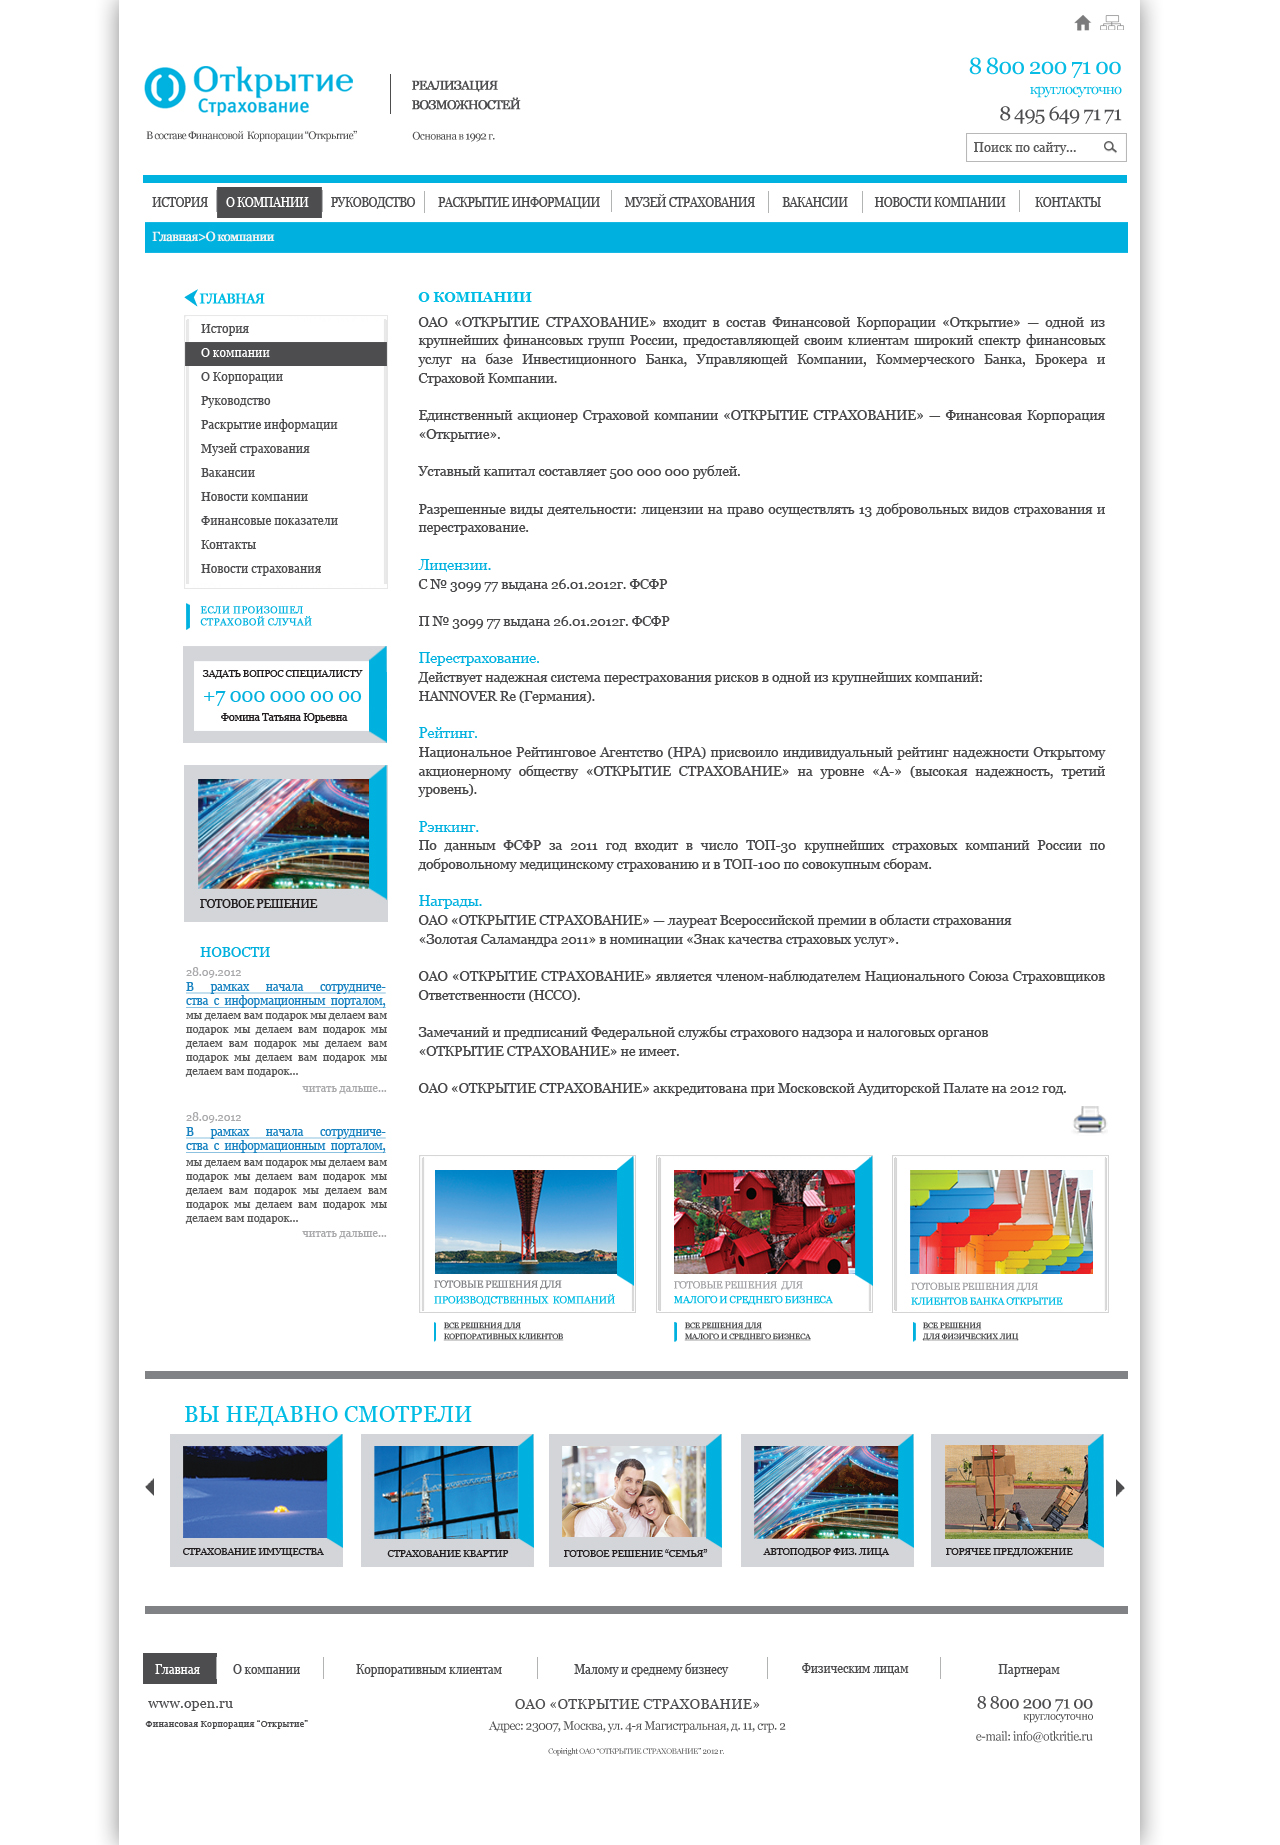 Открытие
Страхование
В составе Финансовой Корпорации “Открытие”
РЕАЛИЗАЦИЯ
ВОЗМОЖНОСТЕЙ
Основана в 1992 г.
8 800 200 71 00
круглосуточно
8 495 649 71 71
Поиск по сайту...
ИСТОРИЯ
О КОМПАНИИ
РУКОВОДСТВО
РАСКРЫТИЕ ИНФОРМАЦИИ
МУЗЕЙ СТРАХОВАНИЯ
ВАКАНСИИ
НОВОСТИ КОМПАНИИ
КОНТАКТЫ
Главная>О компании
ГЛАВНАЯ
История
О компании
О Корпорации
Руководство
Раскрытие информации
Музей страхования
Вакансии
Новости компании
Финансовые показатели
Контакты
Новости страхования
ЕСЛИ ПРОИЗОШЕЛ
СТРАХОВОЙ СЛУЧАЙ
ЗАДАТЬ ВОПРОС СПЕЦИАЛИСТУ
+7 000 000 00 00
Фомина Татьяна Юрьевна
ГОТОВОЕ РЕШЕНИЕ
НОВОСТИ
28.09.2012
В рамках начала сотрудниче-
ства с информационным порталом,
мы делаем вам подарок мы делаем вам
подарок мы делаем вам подарок мы
делаем вам подарок мы делаем вам
подарок мы делаем вам подарок мы
делаем вам подарок...
читать дальше...
28.09.2012
В рамках начала сотрудниче-
ства с информационным порталом,
мы делаем вам подарок мы делаем вам
подарок мы делаем вам подарок мы
делаем вам подарок мы делаем вам
подарок мы делаем вам подарок мы
делаем вам подарок...
читать дальше...
О КОМПАНИИ
ОАО «ОТКРЫТИЕ СТРАХОВАНИЕ» входит в состав Финансовой Корпорации «Открытие» — одной из
крупнейших финансовых групп России, предоставляющей своим клиентам широкий спектр финансовых
услуг на базе Инвестиционного Банка, Управляющей Компании, Коммерческого Банка, Брокера и
Страховой Компании.
Единственный акционер Страховой компании «ОТКРЫТИЕ СТРАХОВАНИЕ» — Финансовая Корпорация
«Открытие».
Уставный капитал составляет 500 000 000 рублей.
Разрешенные виды деятельности: лицензии на право осуществлять 13 добровольных видов страхования и
перестрахование.
Лицензии.
С № 3099 77 выдана 26.01.2012г. ФСФР
П № 3099 77 выдана 26.01.2012г. ФСФР
Перестрахование.
Действует надежная система перестрахования рисков в одной из крупнейших компаний:
HANNOVER Re (Германия).
Рейтинг.
Национальное Рейтинговое Агентство (НРА) присвоило индивидуальный рейтинг надежности Открытому
акционерному обществу «ОТКРЫТИЕ СТРАХОВАНИЕ» на уровне «А-» (высокая надежность, третий
уровень).
Рэнкинг.
По данным ФСФР за 2011 год входит в число ТОП-30 крупнейших страховых компаний России по
добровольному медицинскому страхованию и в ТОП-100 по совокупным сборам.
Награды.
ОАО «ОТКРЫТИЕ СТРАХОВАНИЕ» — лауреат Всероссийской премии в области страхования
«Золотая Саламандра 2011» в номинации «Знак качества страховых услуг».
ОАО «ОТКРЫТИЕ СТРАХОВАНИЕ» является членом-наблюдателем Национального Союза Страховщиков
Ответственности (НССО).
Замечаний и предписаний Федеральной службы страхового надзора и налоговых органов
«ОТКРЫТИЕ СТРАХОВАНИЕ» не имеет.
ОАО «ОТКРЫТИЕ СТРАХОВАНИЕ» аккредитована при Московской Аудиторской Палате на 2012 год.
ГОТОВЫЕ РЕШЕНИЯ ДЛЯ
ПРОИЗВОДСТВЕННЫХ КОМПАНИЙ
ВСЕ РЕШЕНИЯ ДЛЯ
КОРПОРАТИВНЫХ КЛИЕНТОВ
ГОТОВЫЕ РЕШЕНИЯ ДЛЯ
МАЛОГО И СРЕДНЕГО БИЗНЕСА
ВСЕ РЕШЕНИЯ ДЛЯ
МАЛОГО И СРЕДНЕГО БИЗНЕСА
ГОТОВЫЕ РЕШЕНИЯ ДЛЯ
КЛИЕНТОВ БАНКА ОТКРЫТИЕ
ВСЕ РЕШЕНИЯ
ДЛЯ ФИЗИЧЕСКИХ ЛИЦ
ВЫ НЕДАВНО СМОТРЕЛИ
СТРАХОВАНИЕ ИМУЩЕСТВА
СТРАХОВАНИЕ КВАРТИР
ГОТОВОЕ РЕШЕНИЕ “СЕМЬЯ”
АВТОПОДБОР ФИЗ. ЛИЦА
ГОРЯЧЕЕ ПРЕДЛОЖЕНИЕ
Главная
О компании
Корпоративным клиентам
Малому и среднему бизнесу
Физическим лицам
Партнерам
www.open.ru
Финансовая Корпорация “Открытие”
ОАО «ОТКРЫТИЕ СТРАХОВАНИЕ»
Адрес: 23007, Москва, ул. 4-я Магистральная, д. 11, стр. 2
Copiright ОАО “ОТКРЫТИЕ СТРАХОВАНИЕ” 2012 г.
8 800 200 71 00
круглосуточно
e-mail: info@otkritie.ru